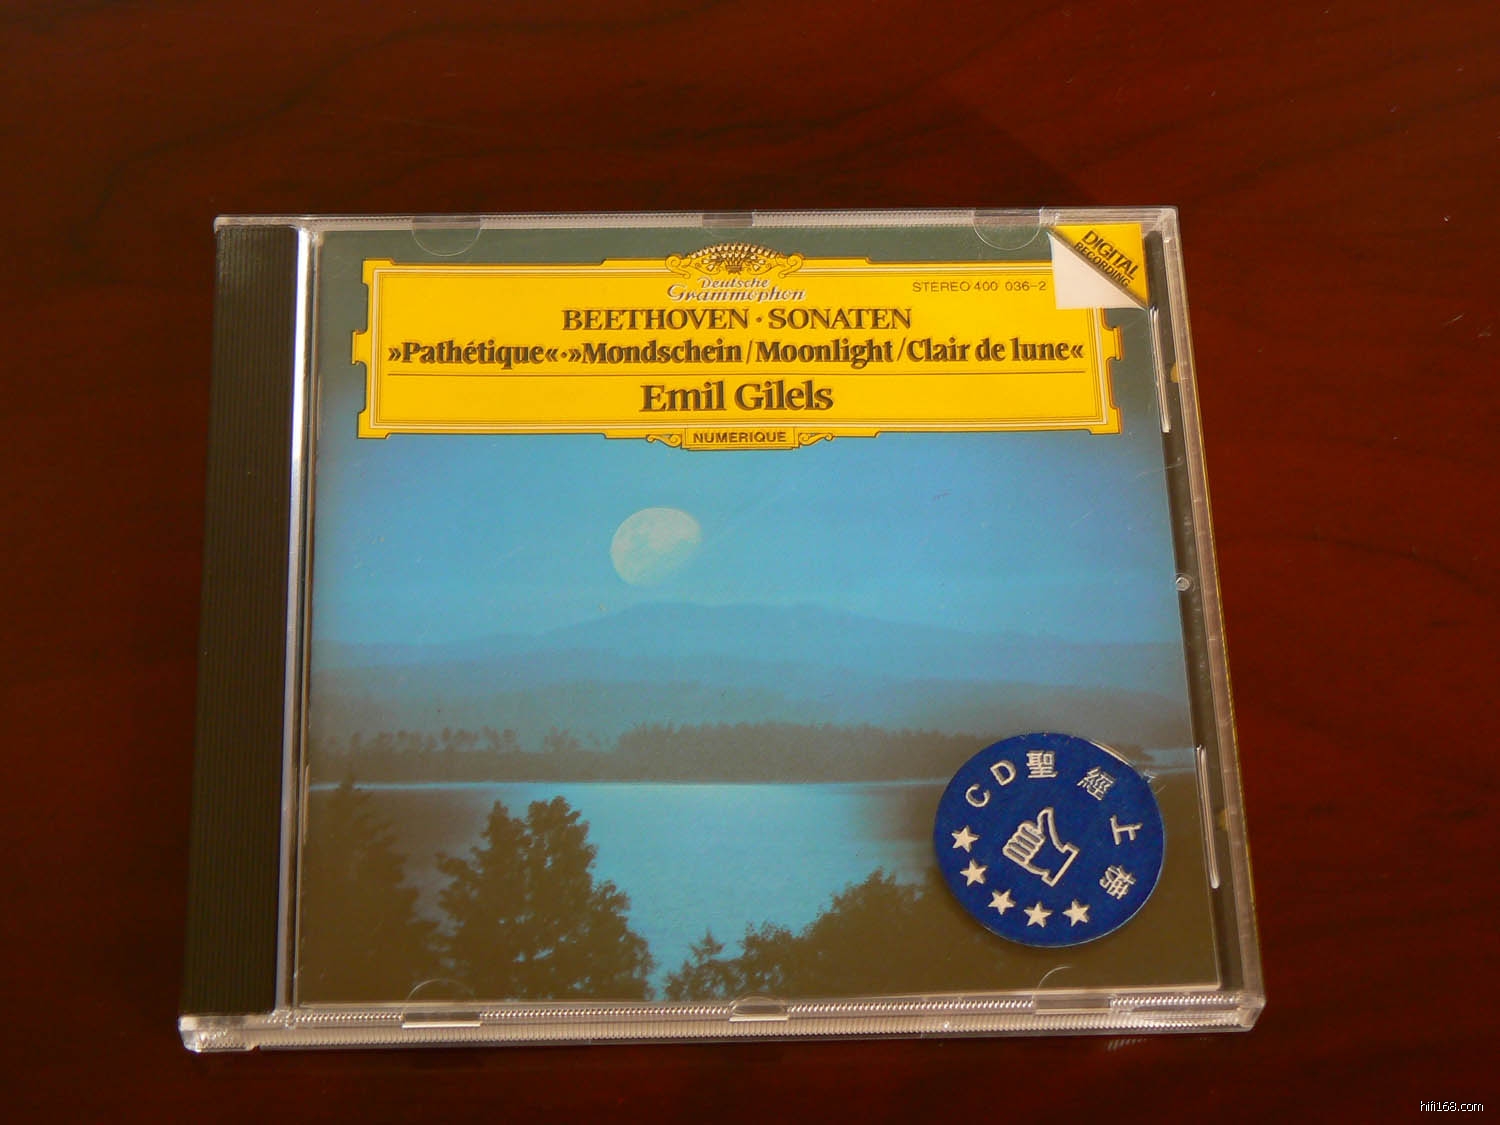 DIGITAL
RECORDING
Deutsche
Grammophon
STEREO 400 036-2
BEETHOVEN · SONATEN
»Pathétique«·»Mondschein/Moonlight/Clair de lune«
Emil Gilels
NUMERIQUE
CD聖經上榜
hifi168.com